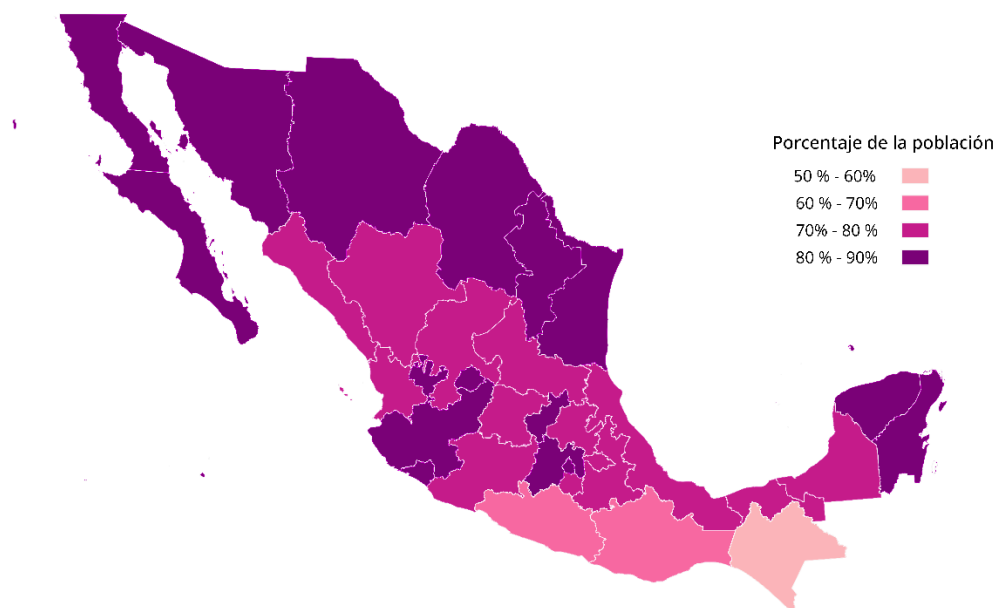 Porcentaje de la población
50 % - 60%
60 % - 70%
70% - 80 %
80 % - 90%